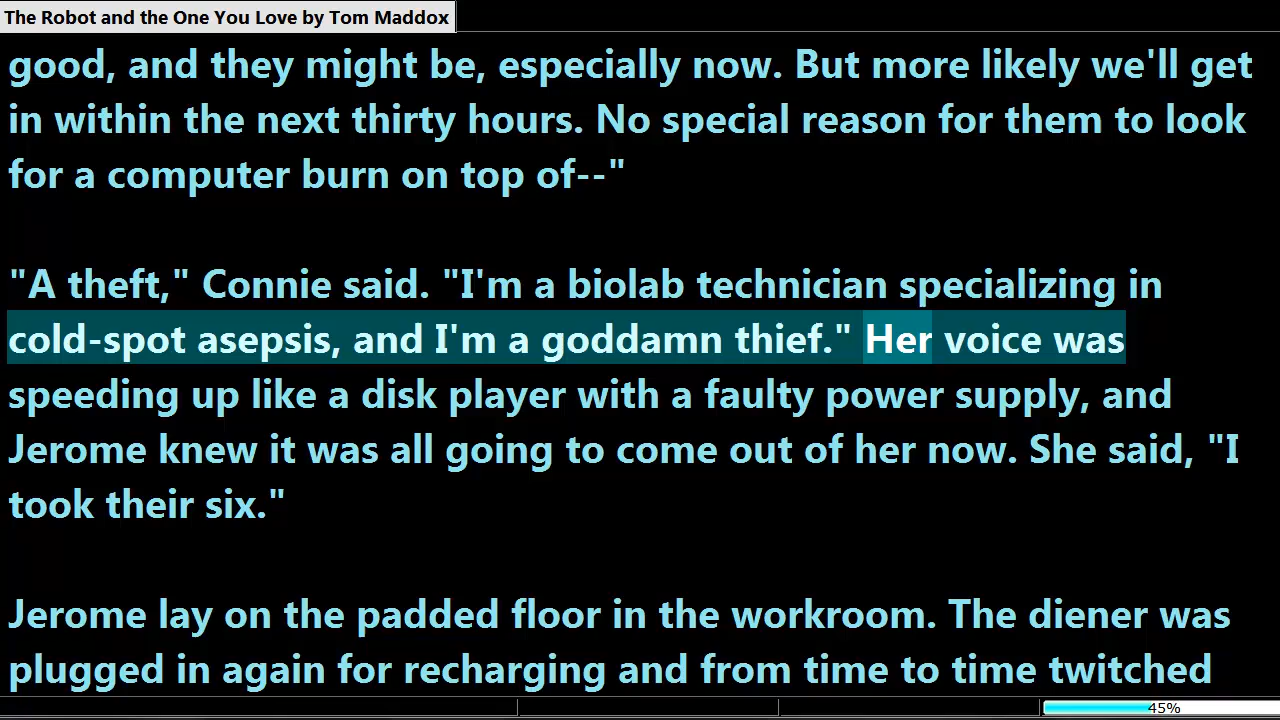 The Robot and the One You Love by Tom Maddox
good, and they might be, especially now. But more likely we'll get
in within the next thirty hours. No special reason for them to look
for a computer burn on top of--"
"A theft," Connie said. "I'm a biolab technician specializing in
cold-spot asepsis, and I'm a goddamn thief." Her voice was
speeding up like a disk player with a faulty power supply, and
Jerome knew it was all going to come out of her now. She said, "I
took their six."
Jerome lay on the padded floor in the workroom. The diener was
plugged in again for recharging and from time to time twitched
45%